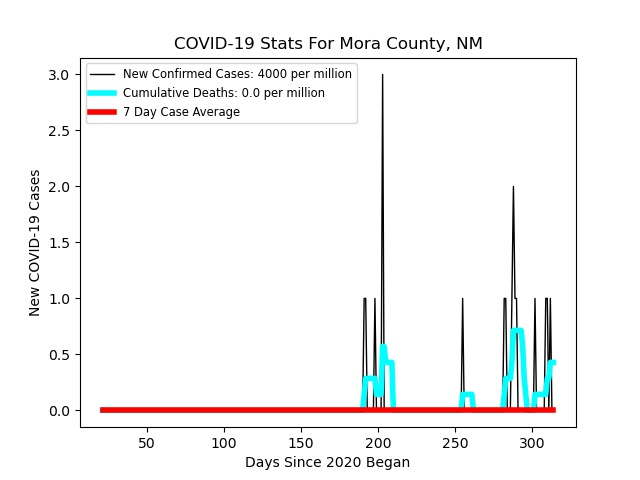 COVID-19 Stats For Mora County, NM
New Confirmed Cases: 4000 per million
Cumulative Deaths: 0.0 per million
7 Day Case Average
New COVID-19 Cases
3.0
2.5
2.0
1.5
1.0
0.5
0.0
50 100 150 200 250 300
Days Since 2020 Began